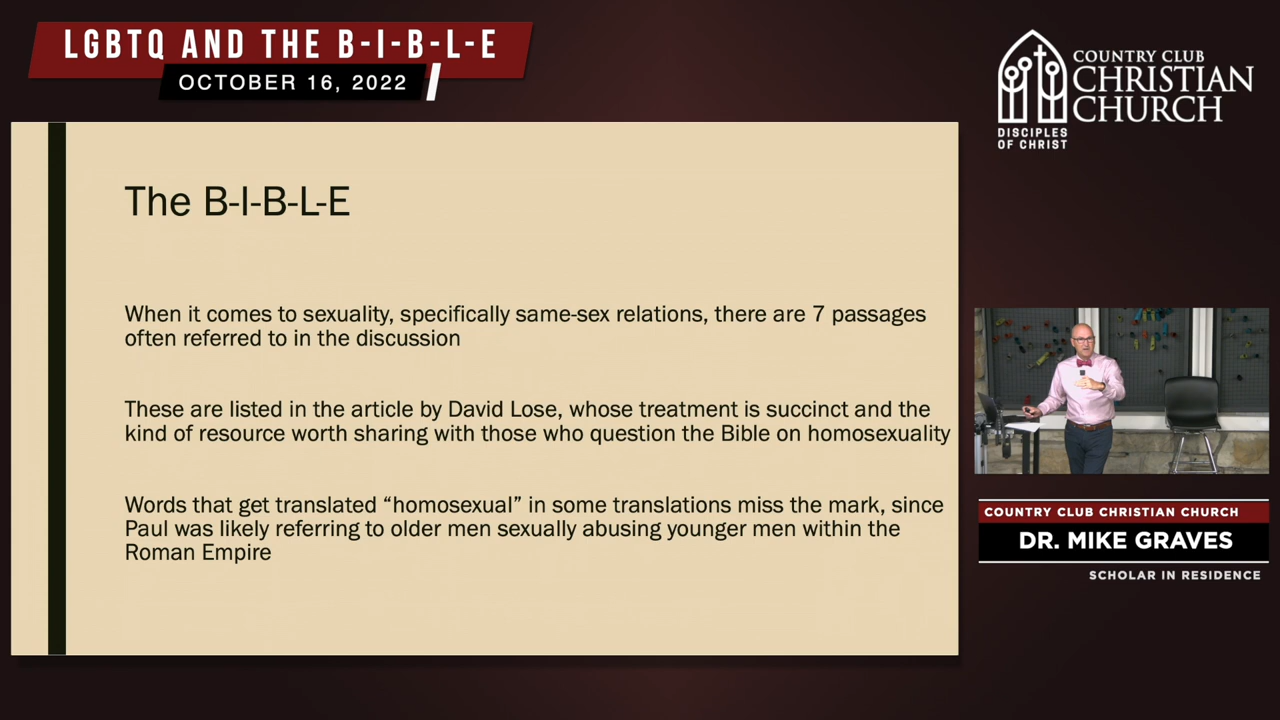 LGBTQ AND THE B-I-B-L-E
OCTOBER 16, 2022
COUNTRY CLUB
CHRISTIAN
CHURCH
DISCIPLES
OF CHRIST
The B-I-B-L-E
When it comes to sexuality, specifically same-sex relations, there are 7 passages
often referred to in the discussion
These are listed in the article by David Lose, whose treatment is succinct and the
kind of resource worth sharing with those who question the Bible on homosexuality
Words that get translated “homosexual” in some translations miss the mark, since
Paul was likely referring to older men sexually abusing younger men within the
Roman Empire
COUNTRY CLUB CHRISTIAN CHURCH
DR. MIKE GRAVES
SCHOLAR IN RESIDENCE